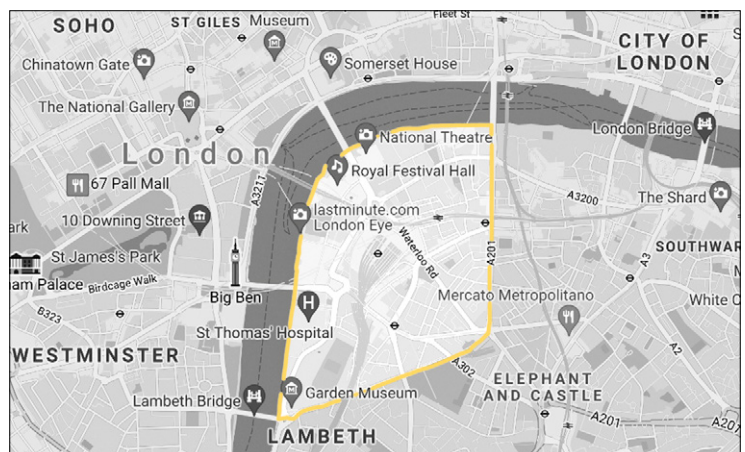 Fleet St
SOHO
ST GILES
Museum
CITY OF
LONDON
Chinatown Gate
Somerset House
The National Gallery
National Theatre
London Bridge
London
Royal Festival Hall
67 Pall Mall
A3211
A3200
The Shard
10 Downing Street
lastminute.com
London Eye
ark
Waterloo Rd
A201
St James's Park
SOUTHWAR
am Palace
Birdcage Walk
A3
Big Ben
Mercato Metropolitano
White C
B323
St Thomas' Hospital
WESTMINSTER
A2
A302
ELEPHANT
AND CASTLE
Lambeth Bridge
Garden Museum
A201
A201
LAMBETH